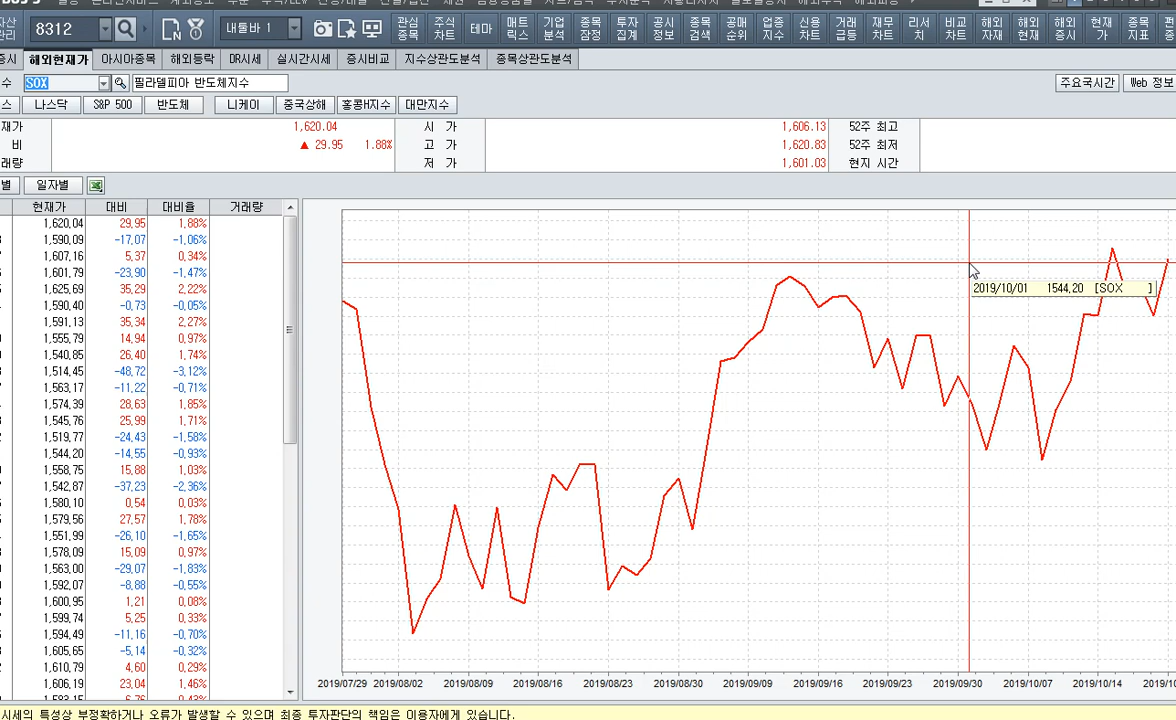 8312 내툴바 1 관심종목 주식차트 테마 매트릭스 기업분석 종목잠정 투자집계 공시정보 종목검색 공매순위 업종지수 신용차트 거래급등 재무차트 리서치 비교차트 해외자재 해외현재 해외증시 현재가 종목지표
증시 해외현재가 아시아종목 해외등락 DR시세 실시간시세 증시비교 지수상관도분석 종목상관도분석
수 SOX 필라델피아 반도체지수 주요국시간 Web 정보
스 나스닥 S&P 500 반도체 니케이 중국상해 홍콩H지수 대만지수
재가 1,620.04 시 가 1,606.13 52주 최고
비 ▲ 29.95 1.88% 고 가 1,620.83 52주 최저
래량 저 가 1,601.03 현지 시간
별 일자별
현재가 대비 대비율 거래량
1,620.04 29.95 1.88%
1,590.09 -17.07 -1.06%
1,607.16 5.37 0.34%
1,601.79 -23.90 -1.47%
1,625.69 35.29 2.22%
1,590.40 -0.73 -0.05%
1,591.13 35.34 2.27%
1,555.79 14.94 0.97%
1,540.85 26.40 1.74%
1,514.45 -48.72 -3.12%
1,563.17 -11.22 -0.71%
1,574.39 28.63 1.85%
1,545.76 25.99 1.71%
1,519.77 -24.43 -1.58%
1,544.20 -14.55 -0.93%
1,558.75 15.88 1.03%
1,542.87 -37.23 -2.36%
1,580.10 0.54 0.03%
1,579.56 27.57 1.78%
1,551.99 -26.10 -1.65%
1,578.09 15.09 0.97%
1,563.00 -29.07 -1.83%
1,592.07 -8.88 -0.55%
1,600.95 1.21 0.08%
1,599.74 5.25 0.33%
1,594.49 -11.16 -0.70%
1,605.65 -5.14 -0.32%
1,610.79 4.60 0.29%
1,606.19 23.04 1.46%
2019/10/01 1544.20 [SOX ]
2019/07/29 2019/08/02 2019/08/09 2019/08/16 2019/08/23 2019/08/30 2019/09/09 2019/09/16 2019/09/23 2019/09/30 2019/10/07 2019/10/14 2019/10
시세의 특성상 부정확하거나 오류가 발생할 수 있으며 최종 투자판단의 책임은 이용자에게 있습니다.